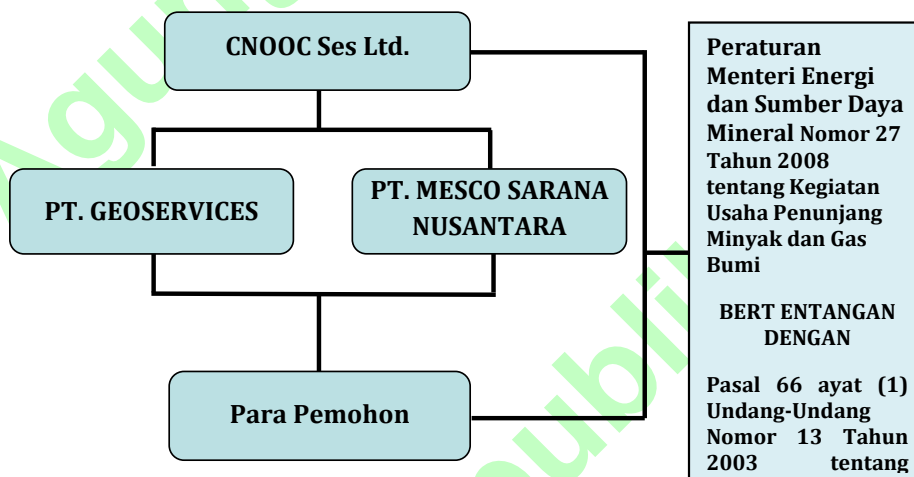 CNOOC Ses Ltd.
PT. GEOSERVICES
PT. MESCO SARANA
NUSANTARA
Para Pemohon
Peraturan
Menteri Energi
dan Sumber Daya
Mineral Nomor 27
Tahun 2008
tentang Kegiatan
Usaha Penunjang
Minyak dan Gas
Bumi
BERT ENTANGAN
DENGAN
Pasal 66 ayat (1)
Undang-Undang
Nomor 13 Tahun
2003 tentang
Agun
publi